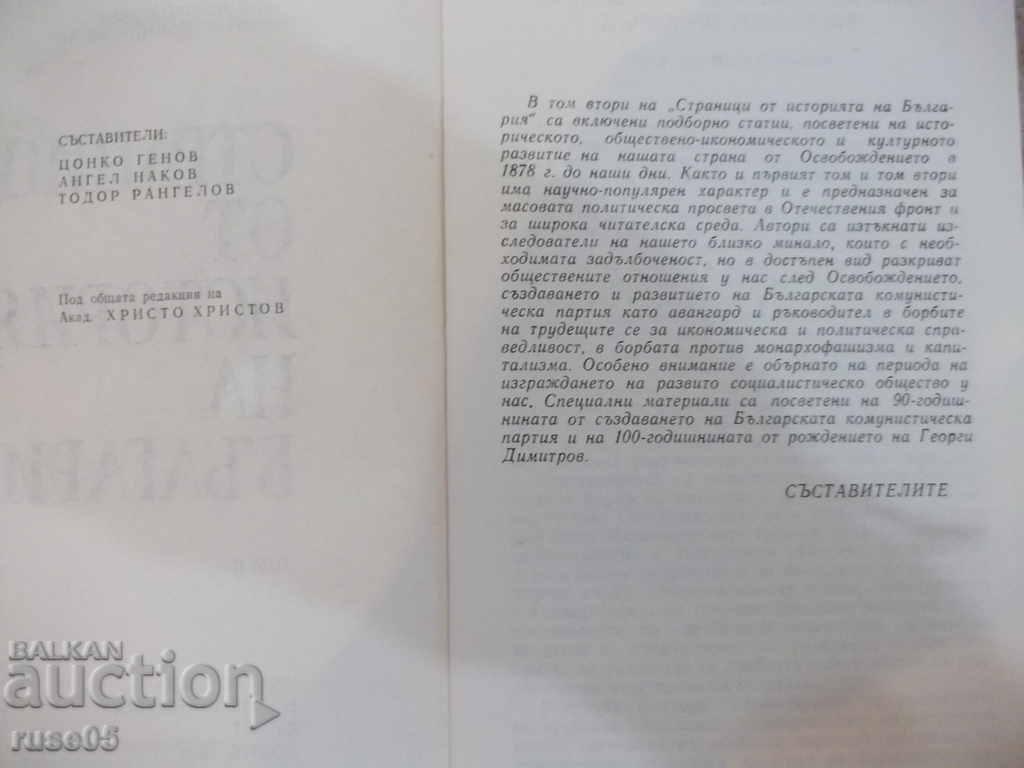 СЪСТАВИТЕЛИ:
ЦОНКО ГЕНОВ
АНГЕЛ НАКОВ
ТОДОР РАНГЕЛОВ
Под общата редакция на
Акад. ХРИСТО ХРИСТОВ
В том втори на „Страници от историята на Бълга-
рия" са включени подборно статии, посветени на ис-
торическото, обществено-икономическото и културното
развитие на нашата страна от Освобождението в
1878 г. до наши дни. Както и първият том и том втори
има научно-популярен характер и е предназначен за
масовата политическа просвета в Отечествения фронт и
за широка читателска среда. Автори са изтъкнати из-
следователи на нашето близко минало, които с необ-
ходимата задълбоченост, но в достъпен вид разкриват
обществените отношения у нас след Освобождението,
създаването и развитието на Българската комунисти-
ческа партия като авангард и ръководител в борбите
на трудещите се за икономическа и политическа спра-
ведливост, в борбата против монархофашизма и капи-
тализма. Особено внимание е обърнато на периода на
изграждането на развито социалистическо общество у
нас. Специални материали са посветени на 90-годиш-
нината от създаването на Българската комунистическа
партия и на 100-годишнината от рождението на Георги
Димитров.
СЪСТАВИТЕЛИТЕ
BALKAN
auction
ruse05